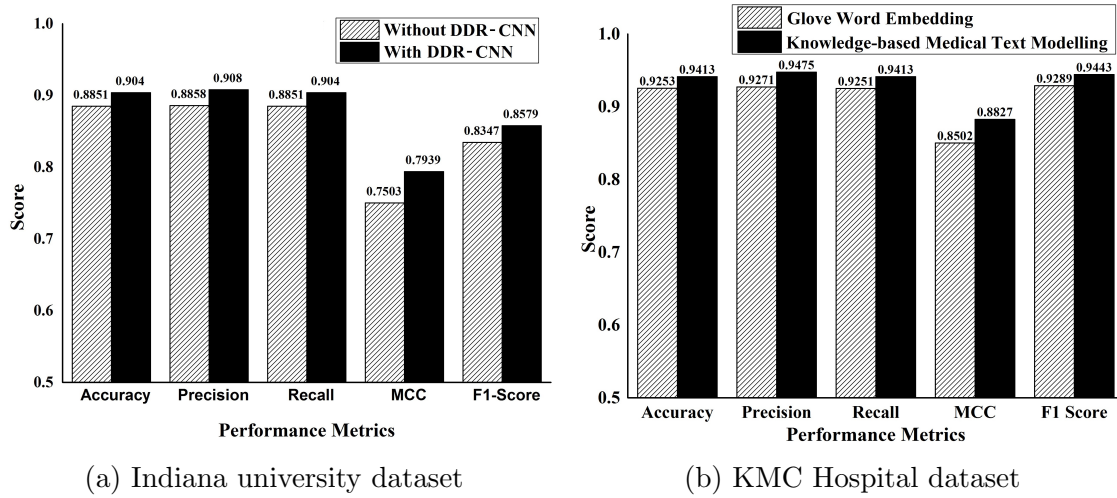 Without DDR-CNN
With DDR-CNN
1.0
0.9
0.8
0.7
0.6
0.5
Score
0.8851
0.904
0.8858
0.908
0.8851
0.904
0.7503
0.7939
0.8347
0.8579
Accuracy Precision Recall MCC F1-Score
Performance Metrics
(a) Indiana university dataset
Glove Word Embedding
Knowledge-based Medical Text Modelling
1.0
0.9
0.8
0.7
0.6
0.5
Score
0.9253
0.9413
0.9271
0.9475
0.9251
0.9413
0.8502
0.8827
0.9289
0.9443
Accuracy Precision Recall MCC F1 Score
Performance Metrics
(b) KMC Hospital dataset